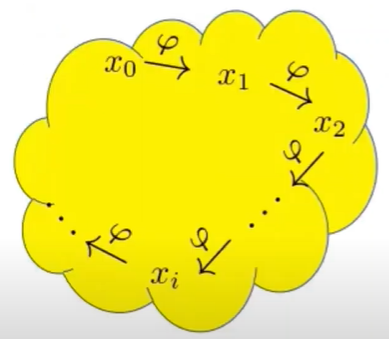 x₀ φ x₁ φ x₂
φ ⋯
φ xᵢ φ ⋯